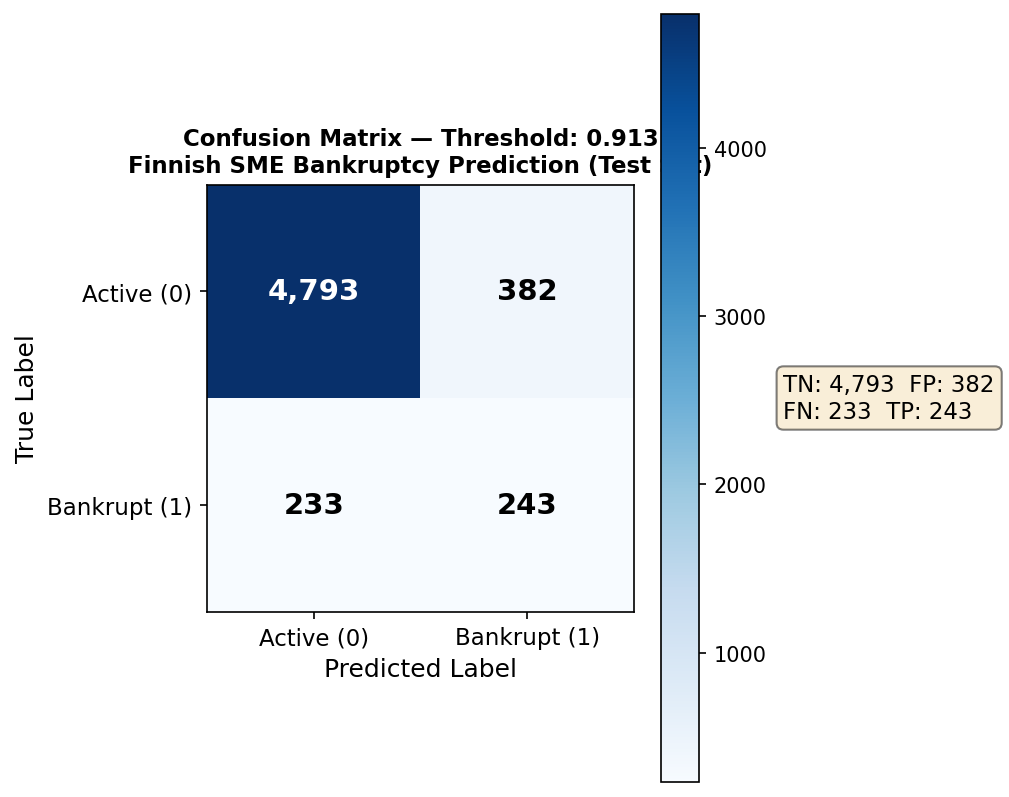 Confusion Matrix — Threshold: 0.913
Finnish SME Bankruptcy Prediction (Test
4000
3000
2000
1000
True Label
Active (0)
4,793
382
Bankrupt (1)
233
243
Active (0)
Bankrupt (1)
Predicted Label
TN: 4,793 FP: 382
FN: 233 TP: 243